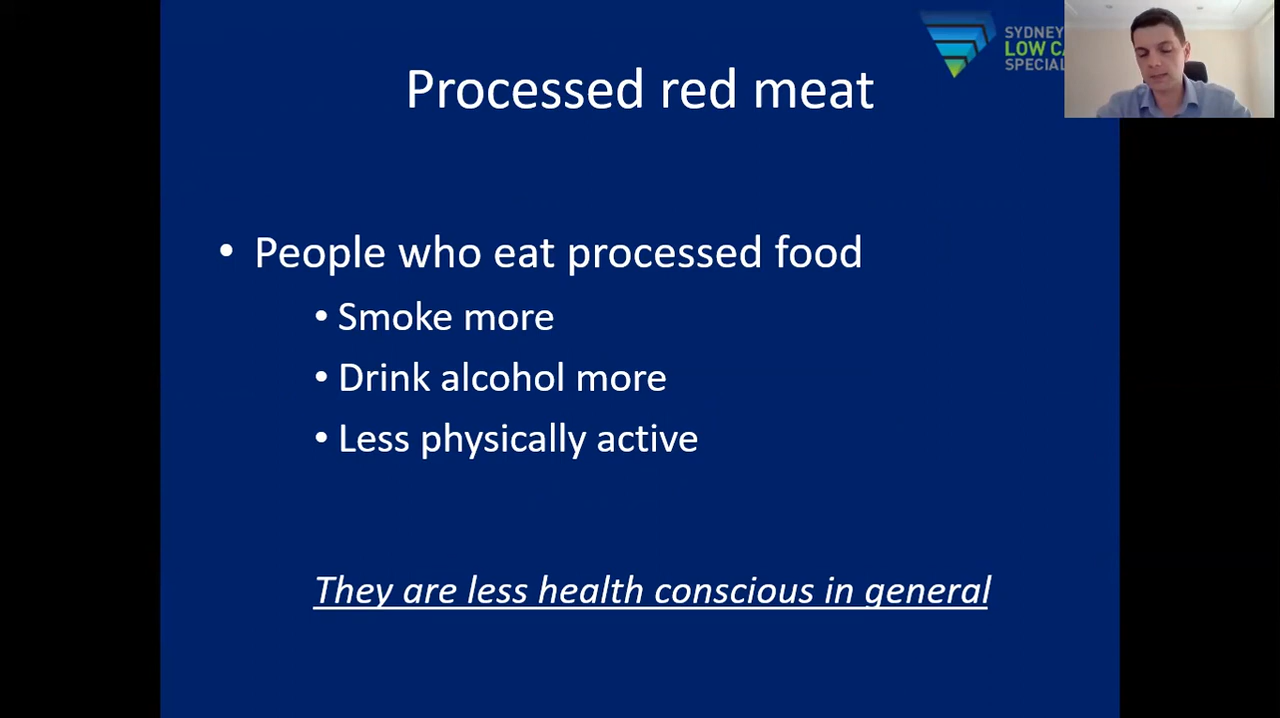 Processed red meat
SYDNEY
LOW
• People who eat processed food
• Smoke more
• Drink alcohol more
• Less physically active
They are less health conscious in general